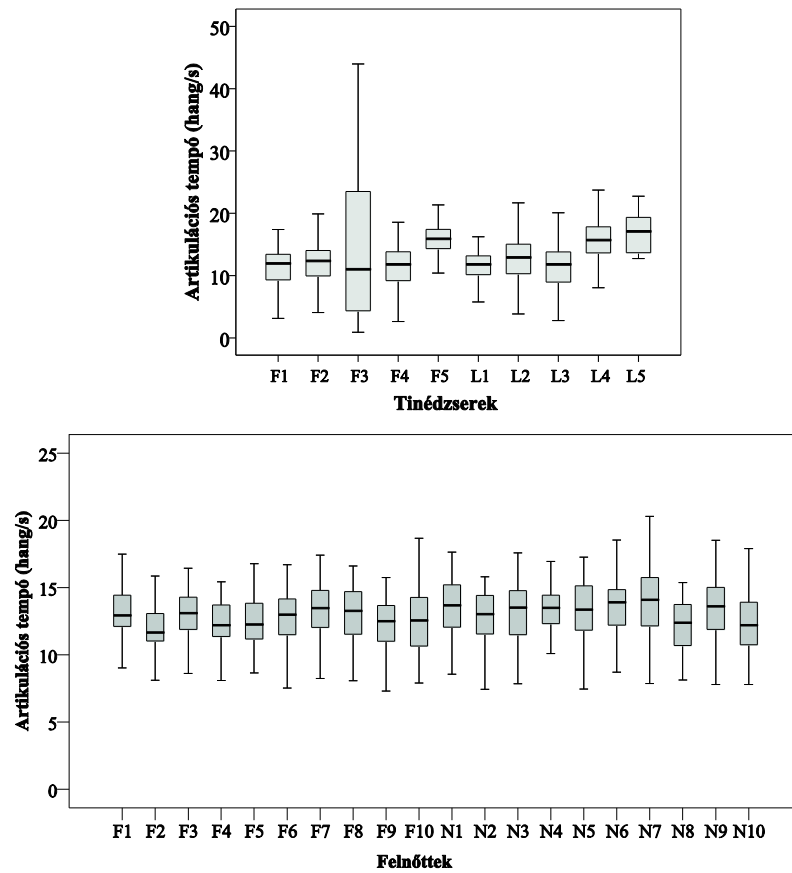 50
40
30
20
10
0
Artikulációs tempó (hang/s)
F1 F2 F3 F4 F5 L1 L2 L3 L4 L5
Tinédzserek
25
20
15
10
5
0
Artikulációs tempó (hang/s)
F1 F2 F3 F4 F5 F6 F7 F8 F9 F10 N1 N2 N3 N4 N5 N6 N7 N8 N9 N10
Felnőttek